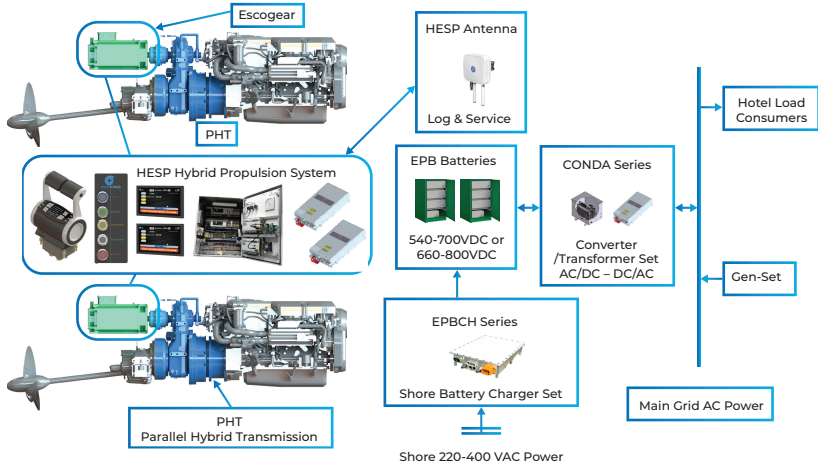 Escogear
PHT
HESP Antenna
Log & Service
HESP Hybrid Propulsion System
EPB Batteries
540-700VDC or
660-800VDC
CONDA Series
Converter
/Transformer Set
AC/DC – DC/AC
Hotel Load
Consumers
Gen-Set
EPBCH Series
Shore Battery Charger Set
PHT
Parallel Hybrid Transmission
Main Grid AC Power
Shore 220-400 VAC Power